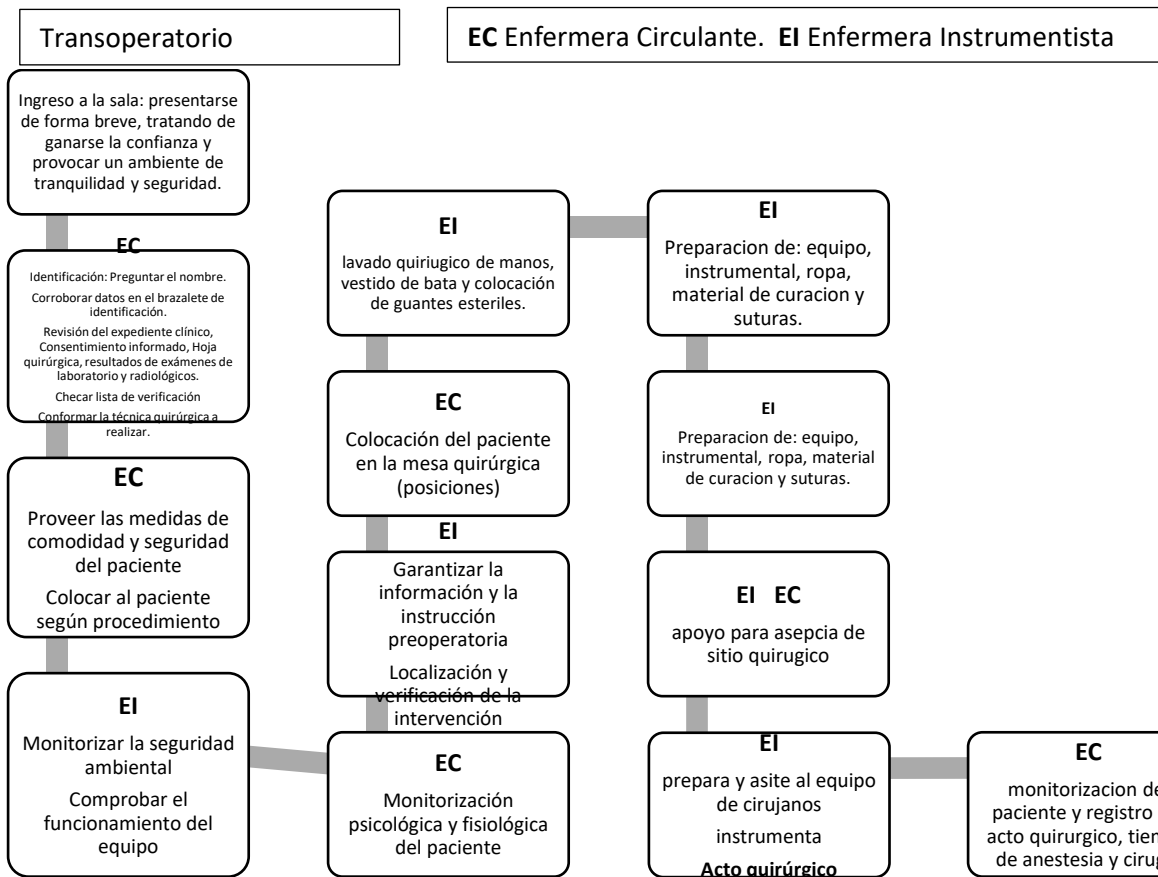 Transoperatorio
EC Enfermera Circulante. EI Enfermera Instrumentista
Ingreso a la sala: presentarse
de forma breve, tratando de
ganarse la confianza y
provocar un ambiente de
tranquilidad y seguridad.
EC
Identificación: Preguntar el nombre.
Corroborar datos en el brazalete de
identificación.
Revisión del expediente clínico,
Consentimiento informado, Hoja
quirúrgica, resultados de exámenes de
laboratorio y radiológicos.
Checar lista de verificación
Conformar la técnica quirúrgica a
realizar.
EC
Proveer las medidas de
comodidad y seguridad
del paciente
Colocar al paciente
según procedimiento
EI
Monitorizar la seguridad
ambiental
Comprobar el
funcionamiento del
equipo
EC
Monitorización
psicológica y fisiológica
del paciente
EI
Garantizar la
información y la
instrucción
preoperatoria
Localización y
verificación de la
intervención
EC
Colocación del paciente
en la mesa quirúrgica
(posiciones)
EI
lavado quiriugico de manos,
vestido de bata y colocación
de guantes esteriles.
EI
Preparacion de: equipo,
instrumental, ropa,
material de curacion y
suturas.
EI
Preparacion de: equipo,
instrumental, ropa, material
de curacion y suturas.
EI EC
apoyo para asepcia de
sitio quirugico
EI
prepara y asite al equipo
de cirujanos
instrumenta
Acto quirúrgico
EC
monitorizacion
paciente y registro
acto quirurgico,
de anestesia y